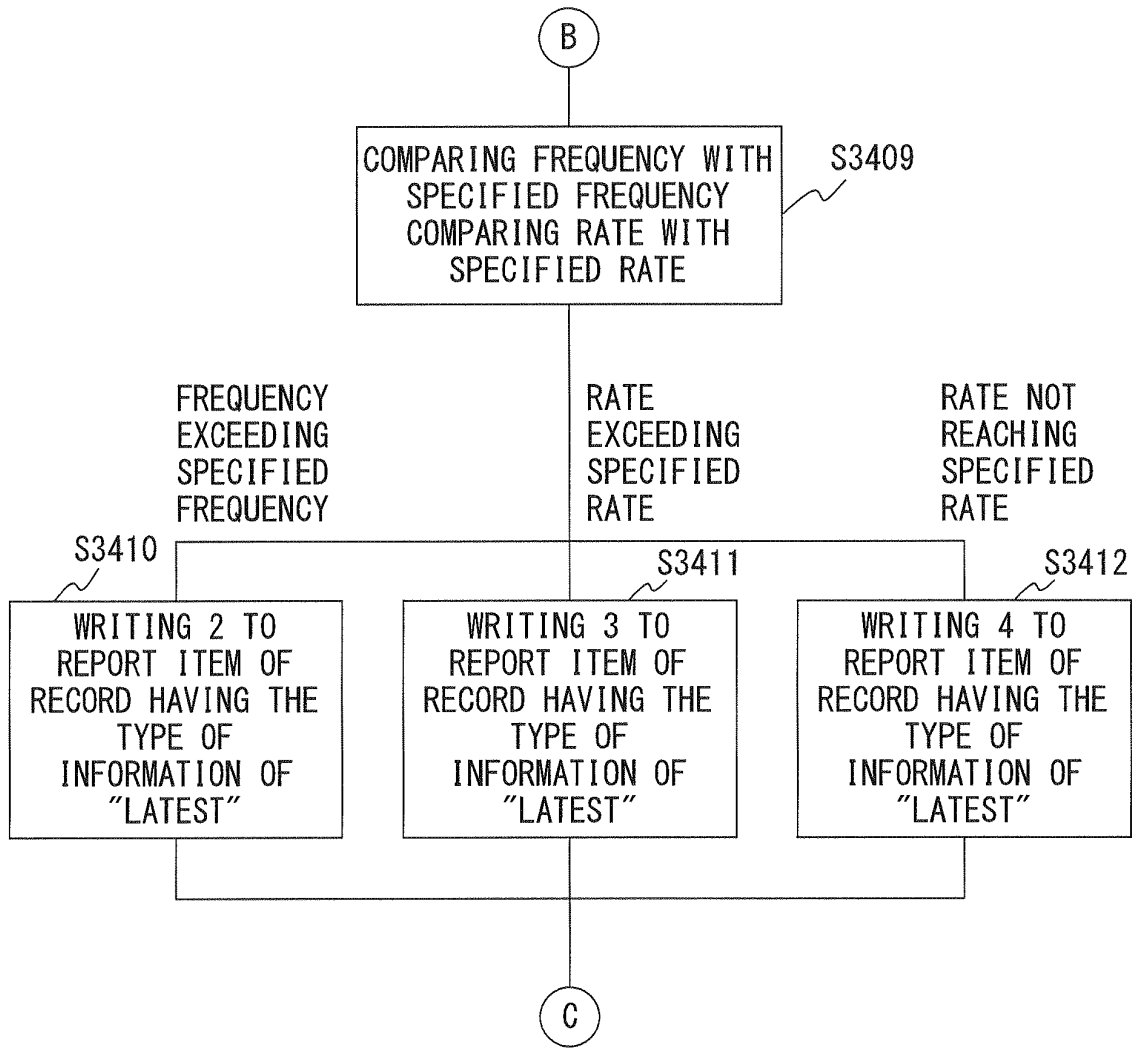 B
COMPARING FREQUENCY WITH
SPECIFIED FREQUENCY
COMPARING RATE WITH
SPECIFIED RATE
S3409
FREQUENCY
EXCEEDING
SPECIFIED
FREQUENCY
RATE
EXCEEDING
SPECIFIED
RATE
RATE NOT
REACHING
SPECIFIED
RATE
S3410
WRITING 2 TO
REPORT ITEM OF
RECORD HAVING THE
TYPE OF
INFORMATION OF
"LATEST"
S3411
WRITING 3 TO
REPORT ITEM OF
RECORD HAVING THE
TYPE OF
INFORMATION OF
"LATEST"
S3412
WRITING 4 TO
REPORT ITEM OF
RECORD HAVING THE
TYPE OF
INFORMATION OF
"LATEST"
C